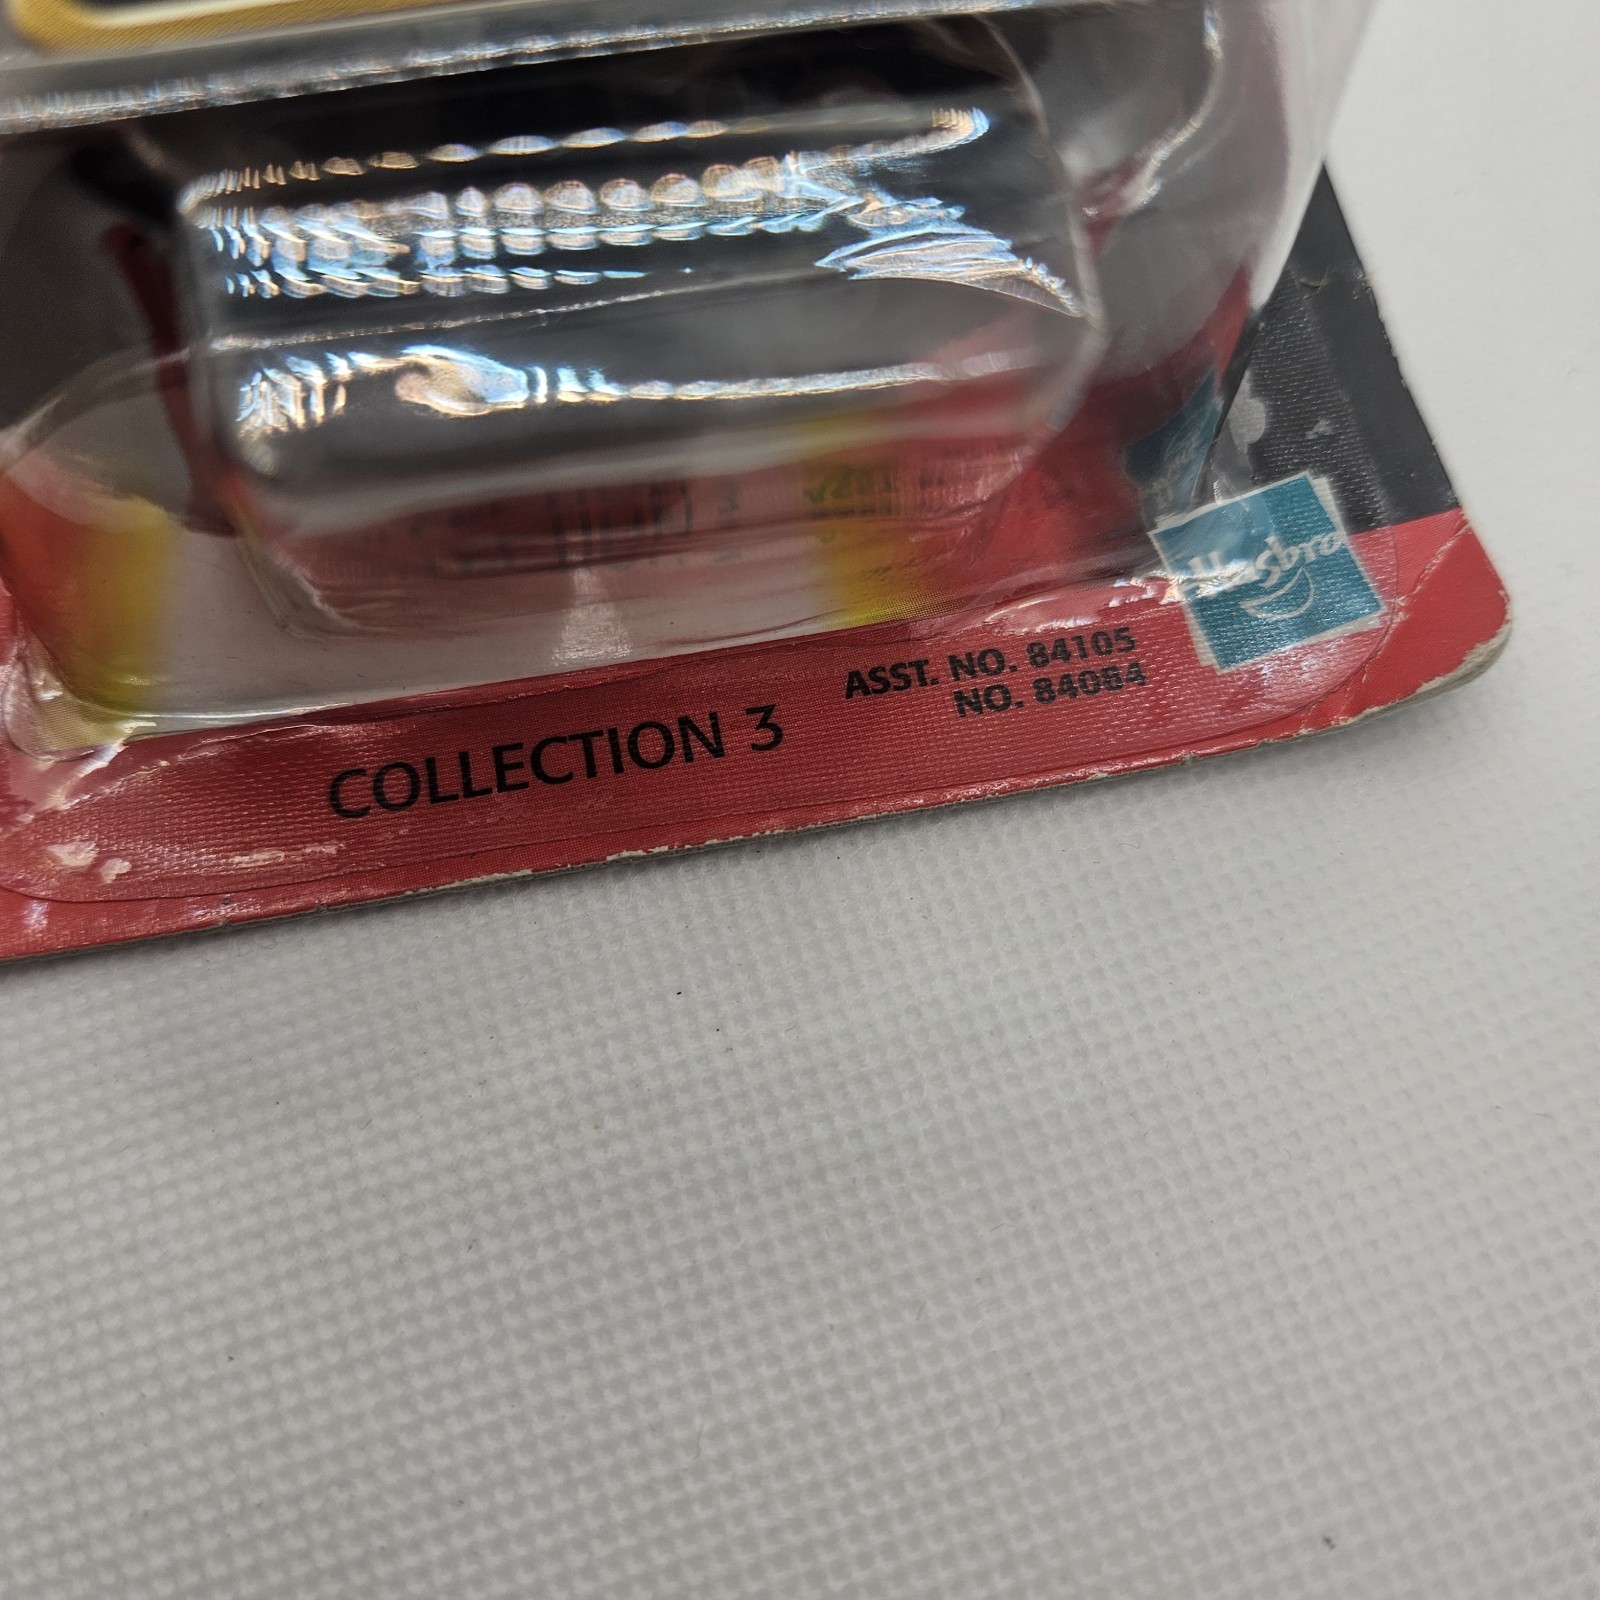 Hasbro
ASST. NO. 84105
NO. 84084
COLLECTION 3